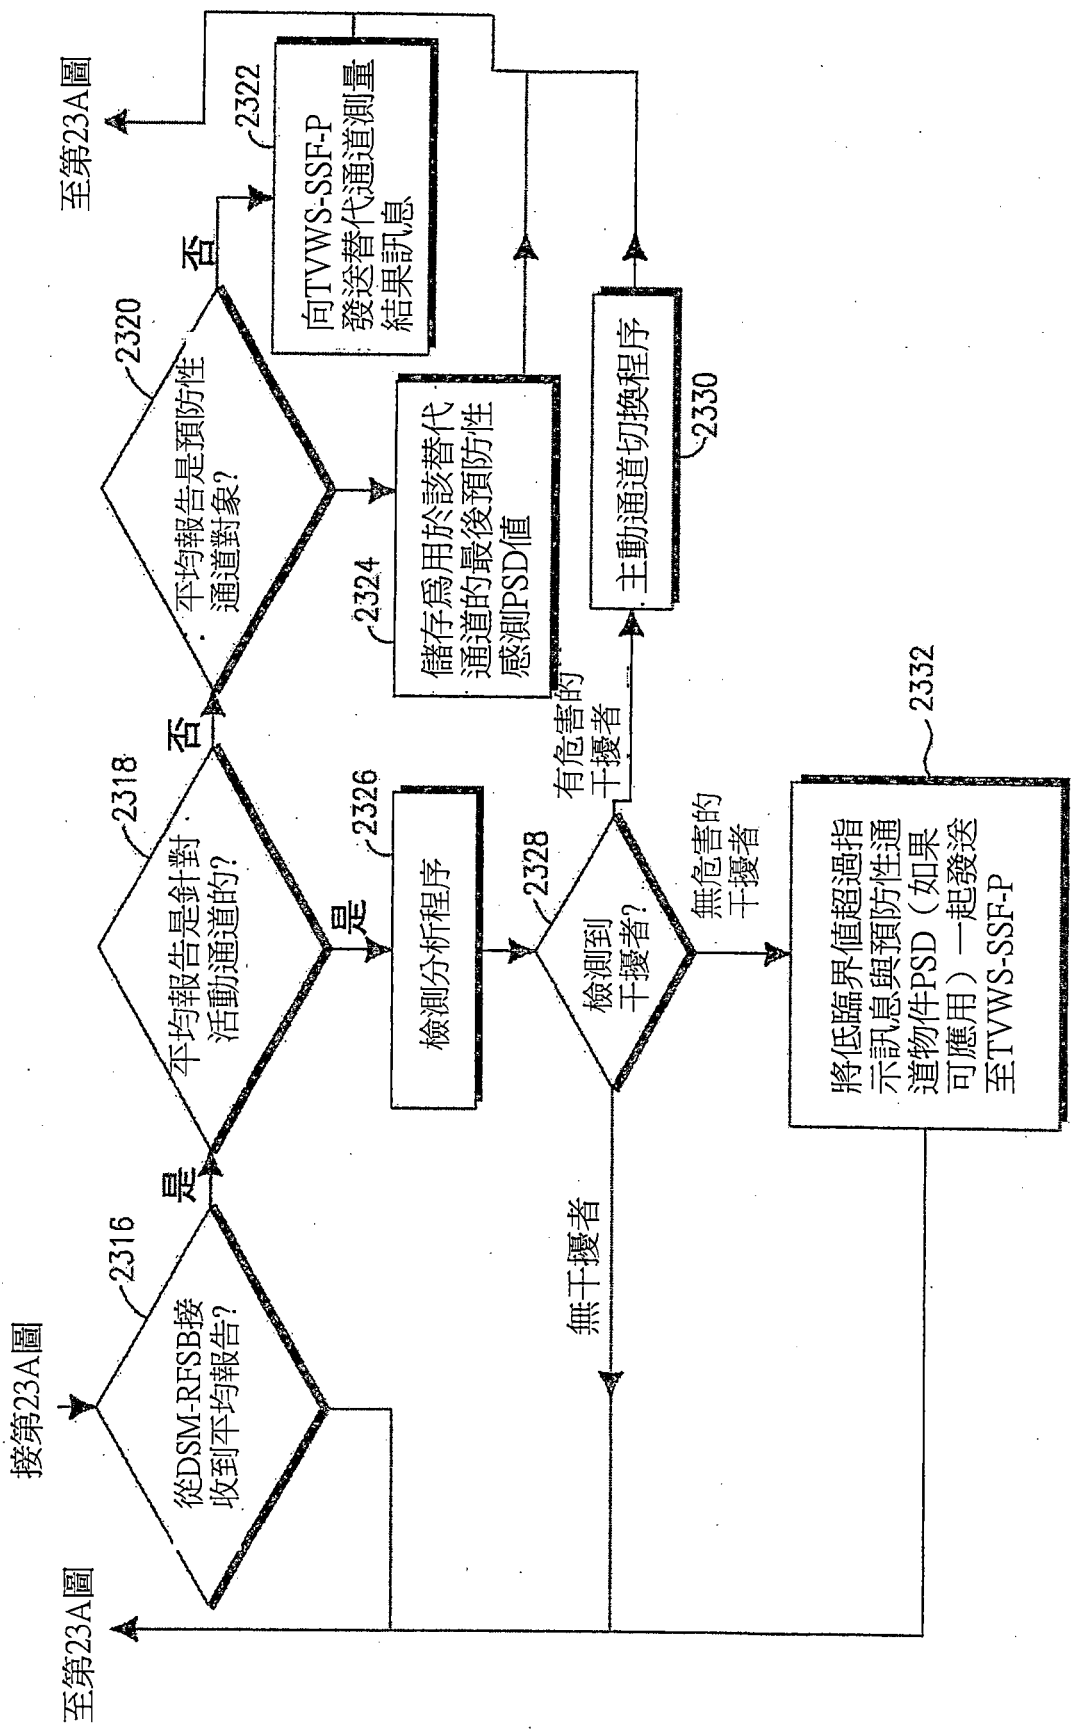 至第23A圖
接第23A圖
至第23A圖
2316
從DSM-RFSB接
收到平均報告?
是
2318
平均報告是針對
活動通道的?
否
2320
平均報告是預防性
通道對象?
否
2322
向TVWS-SSF-P
發送替代通道測量
結果訊息
是
2326
檢測分析程序
2324
儲存爲用於該替代
通道的最後預防性
感測PSD值
2328
檢測到
干擾者?
無干擾者
有危害的
干擾者
主動通道切換程序
2330
無危害的
干擾者
2332
將低臨界值超過指
示訊息與預防性通
道物件PSD（如果
可應用）一起發送
至TVWS-SSF-P